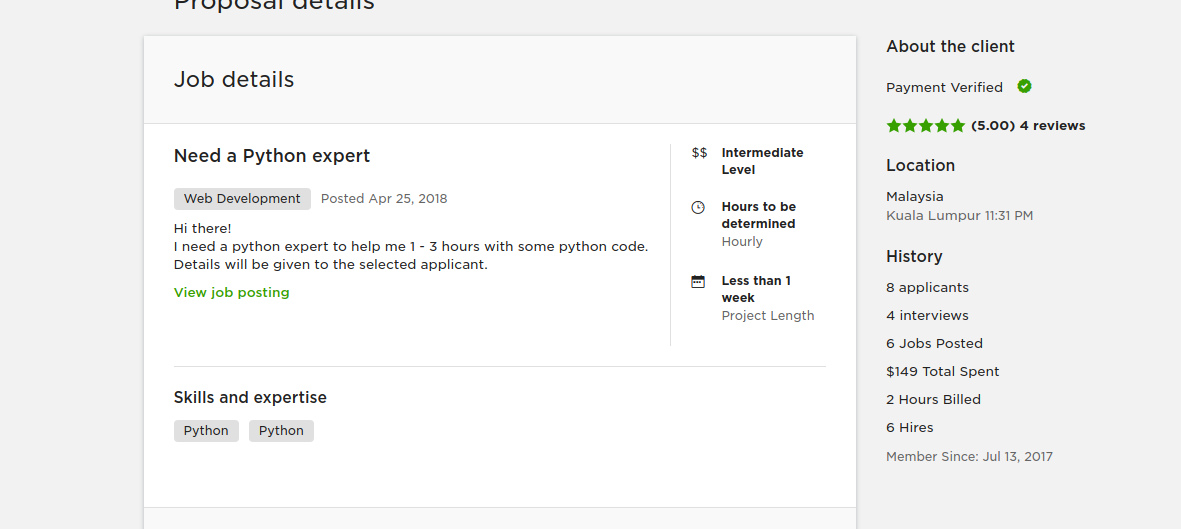 Proposal details
Job details
Need a Python expert
Web Development Posted Apr 25, 2018
Hi there!
I need a python expert to help me 1 - 3 hours with some python code.
Details will be given to the selected applicant.
View job posting
$$ Intermediate
Level
Hours to be
determined
Hourly
Less than 1
week
Project Length
Skills and expertise
Python Python
About the client
Payment Verified
(5.00) 4 reviews
Location
Malaysia
Kuala Lumpur 11:31 PM
History
8 applicants
4 interviews
6 Jobs Posted
$149 Total Spent
2 Hours Billed
6 Hires
Member Since: Jul 13, 2017